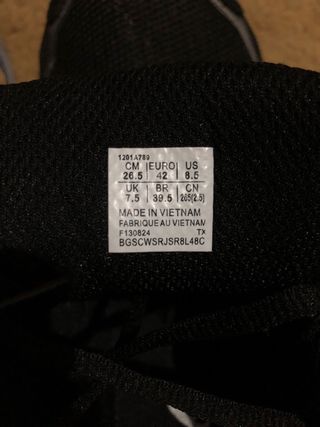 1201A789
CM EURO US
26.5 42 8.5
UK BR CN
7.5 39.5 265(2.5)
MADE IN VIETNAM
FABRIQUE AU VIETNAM
F130824 TX
BGSCWSRJSR8L48C